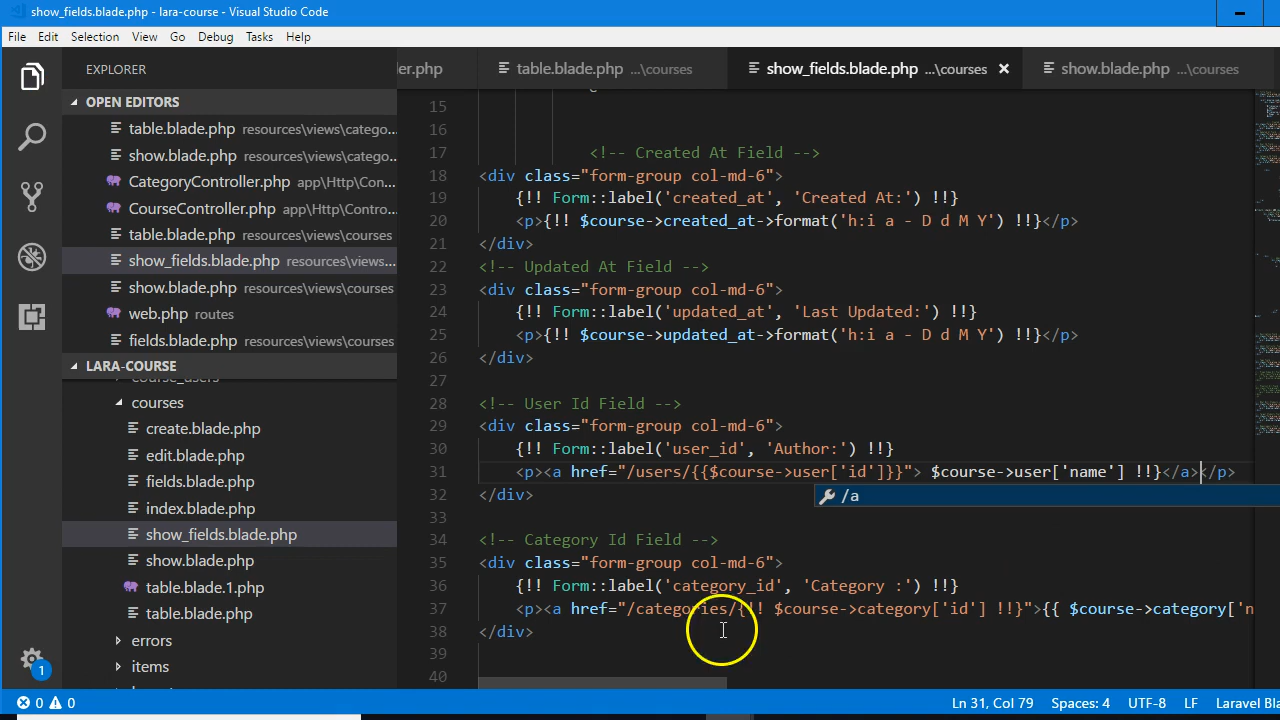 show_fields.blade.php - lara-course - Visual Studio Code
File Edit Selection View Go Debug Tasks Help
EXPLORER
ler.php table.blade.php ...\courses show_fields.blade.php ...\courses show.blade.php ...\courses
OPEN EDITORS
table.blade.php resources\views\catego...
show.blade.php resources\views\catego...
CategoryController.php app\Http\Con...
CourseController.php app\Http\Contro...
table.blade.php resources\views\courses
show_fields.blade.php resources\views...
show.blade.php resources\views\courses
web.php routes
fields.blade.php resources\views\courses
LARA-COURSE
course_users
courses
create.blade.php
edit.blade.php
fields.blade.php
index.blade.php
show_fields.blade.php
show.blade.php
table.blade.1.php
table.blade.php
errors
items
15
16
17 <!-- Created At Field -->
18 <div class="form-group col-md-6">
19 {!! Form::label('created_at', 'Created At:') !!}
20 <p>{!! $course->created_at->format('h:i a - D d M Y') !!}</p>
21 </div>
22 <!-- Updated At Field -->
23 <div class="form-group col-md-6">
24 {!! Form::label('updated_at', 'Last Updated:') !!}
25 <p>{!! $course->updated_at->format('h:i a - D d M Y') !!}</p>
26 </div>
27
28 <!-- User Id Field -->
29 <div class="form-group col-md-6">
30 {!! Form::label('user_id', 'Author:') !!}
31 <p><a href="/users/{{$course->user['id']}}"> $course->user['name'] !!}</a></p>
/a
32 </div>
33
34 <!-- Category Id Field -->
35 <div class="form-group col-md-6">
36 {!! Form::label('category_id', 'Category :') !!}
37 <p><a href="/categories/{!! $course->category['id'] !!}">{{ $course->category['n
38 </div>
39
40
1
0 0 Ln 31, Col 79 Spaces: 4 UTF-8 LF Laravel Bla